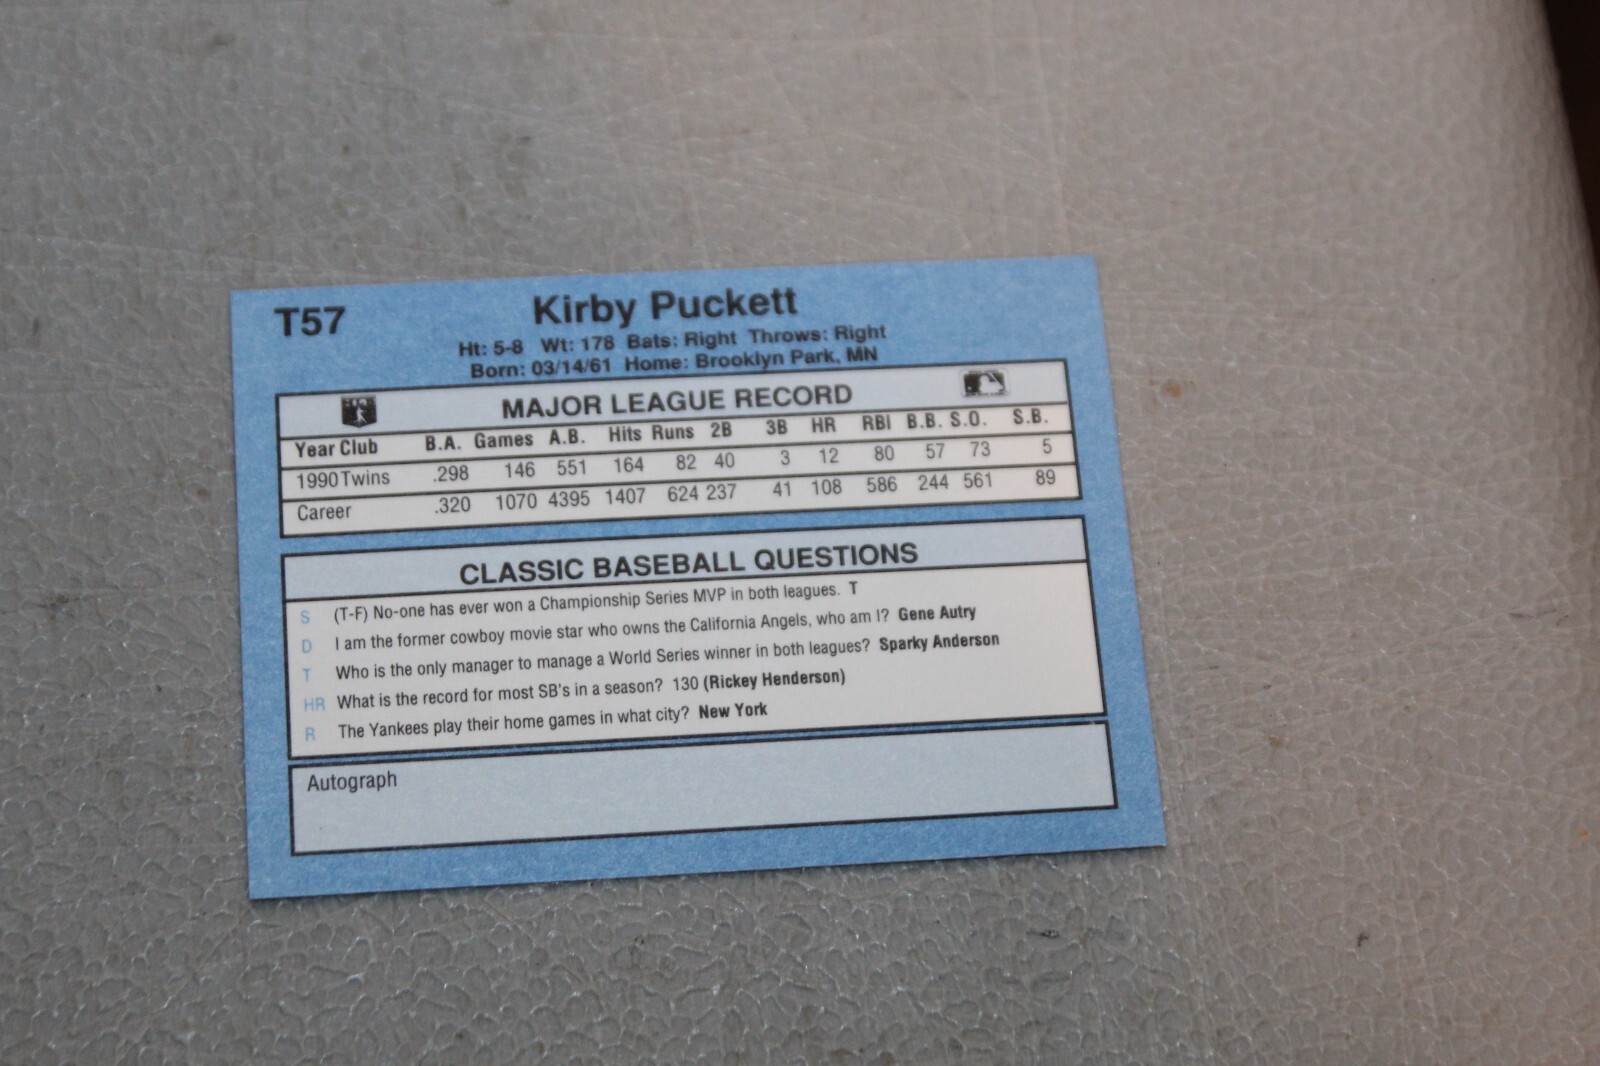 T57
Kirby Puckett
Ht: 5-8 Wt: 178 Bats: Right Throws: Right
Born: 03/14/61 Home: Brooklyn Park, MN
MAJOR LEAGUE RECORD
Year Club B.A. Games A.B. Hits Runs 2B 3B HR RBI B.B. S.O. S.B.
1990 Twins .298 146 551 164 82 40 3 12 80 57 73 5
Career .320 1070 4395 1407 624 237 41 108 586 244 561 89
CLASSIC BASEBALL QUESTIONS
S (T-F) No-one has ever won a Championship Series MVP in both leagues. T
D I am the former cowboy movie star who owns the California Angels, who am I? Gene Autry
T Who is the only manager to manage a World Series winner in both leagues? Sparky Anderson
HR What is the record for most SB's in a season? 130 (Rickey Henderson)
R The Yankees play their home games in what city? New York
Autograph